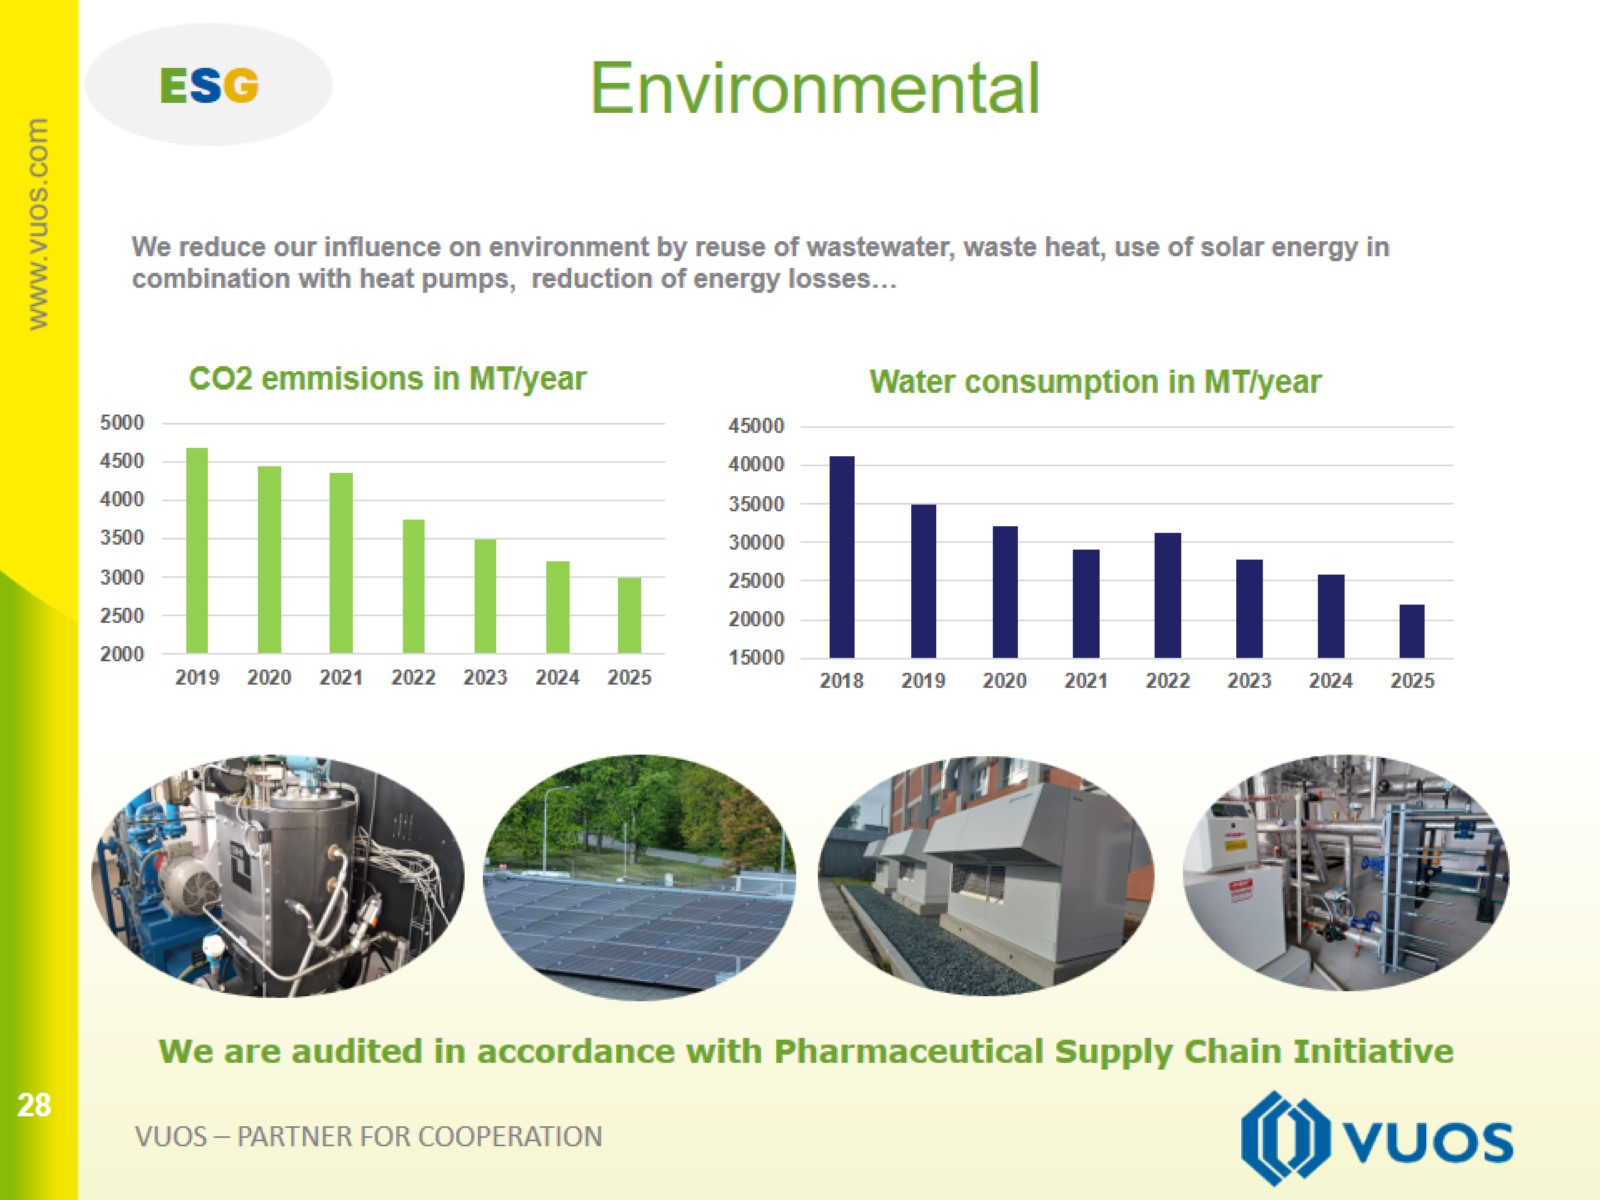 ESG
Environmental
www.vuos.com
We reduce our influence on environment by reuse of wastewater, waste heat, use of solar energy in
combination with heat pumps,  reduction of energy losses…
CO2 emmisions in MT/year
5000
4500
4000
3500
3000
2500
2000
2019 2020 2021 2022 2023 2024 2025
Water consumption in MT/year
45000
40000
35000
30000
25000
20000
15000
2018 2019 2020 2021 2022 2023 2024 2025
We are audited in accordance with Pharmaceutical Supply Chain Initiative
28
VUOS – PARTNER FOR COOPERATION
VUOS